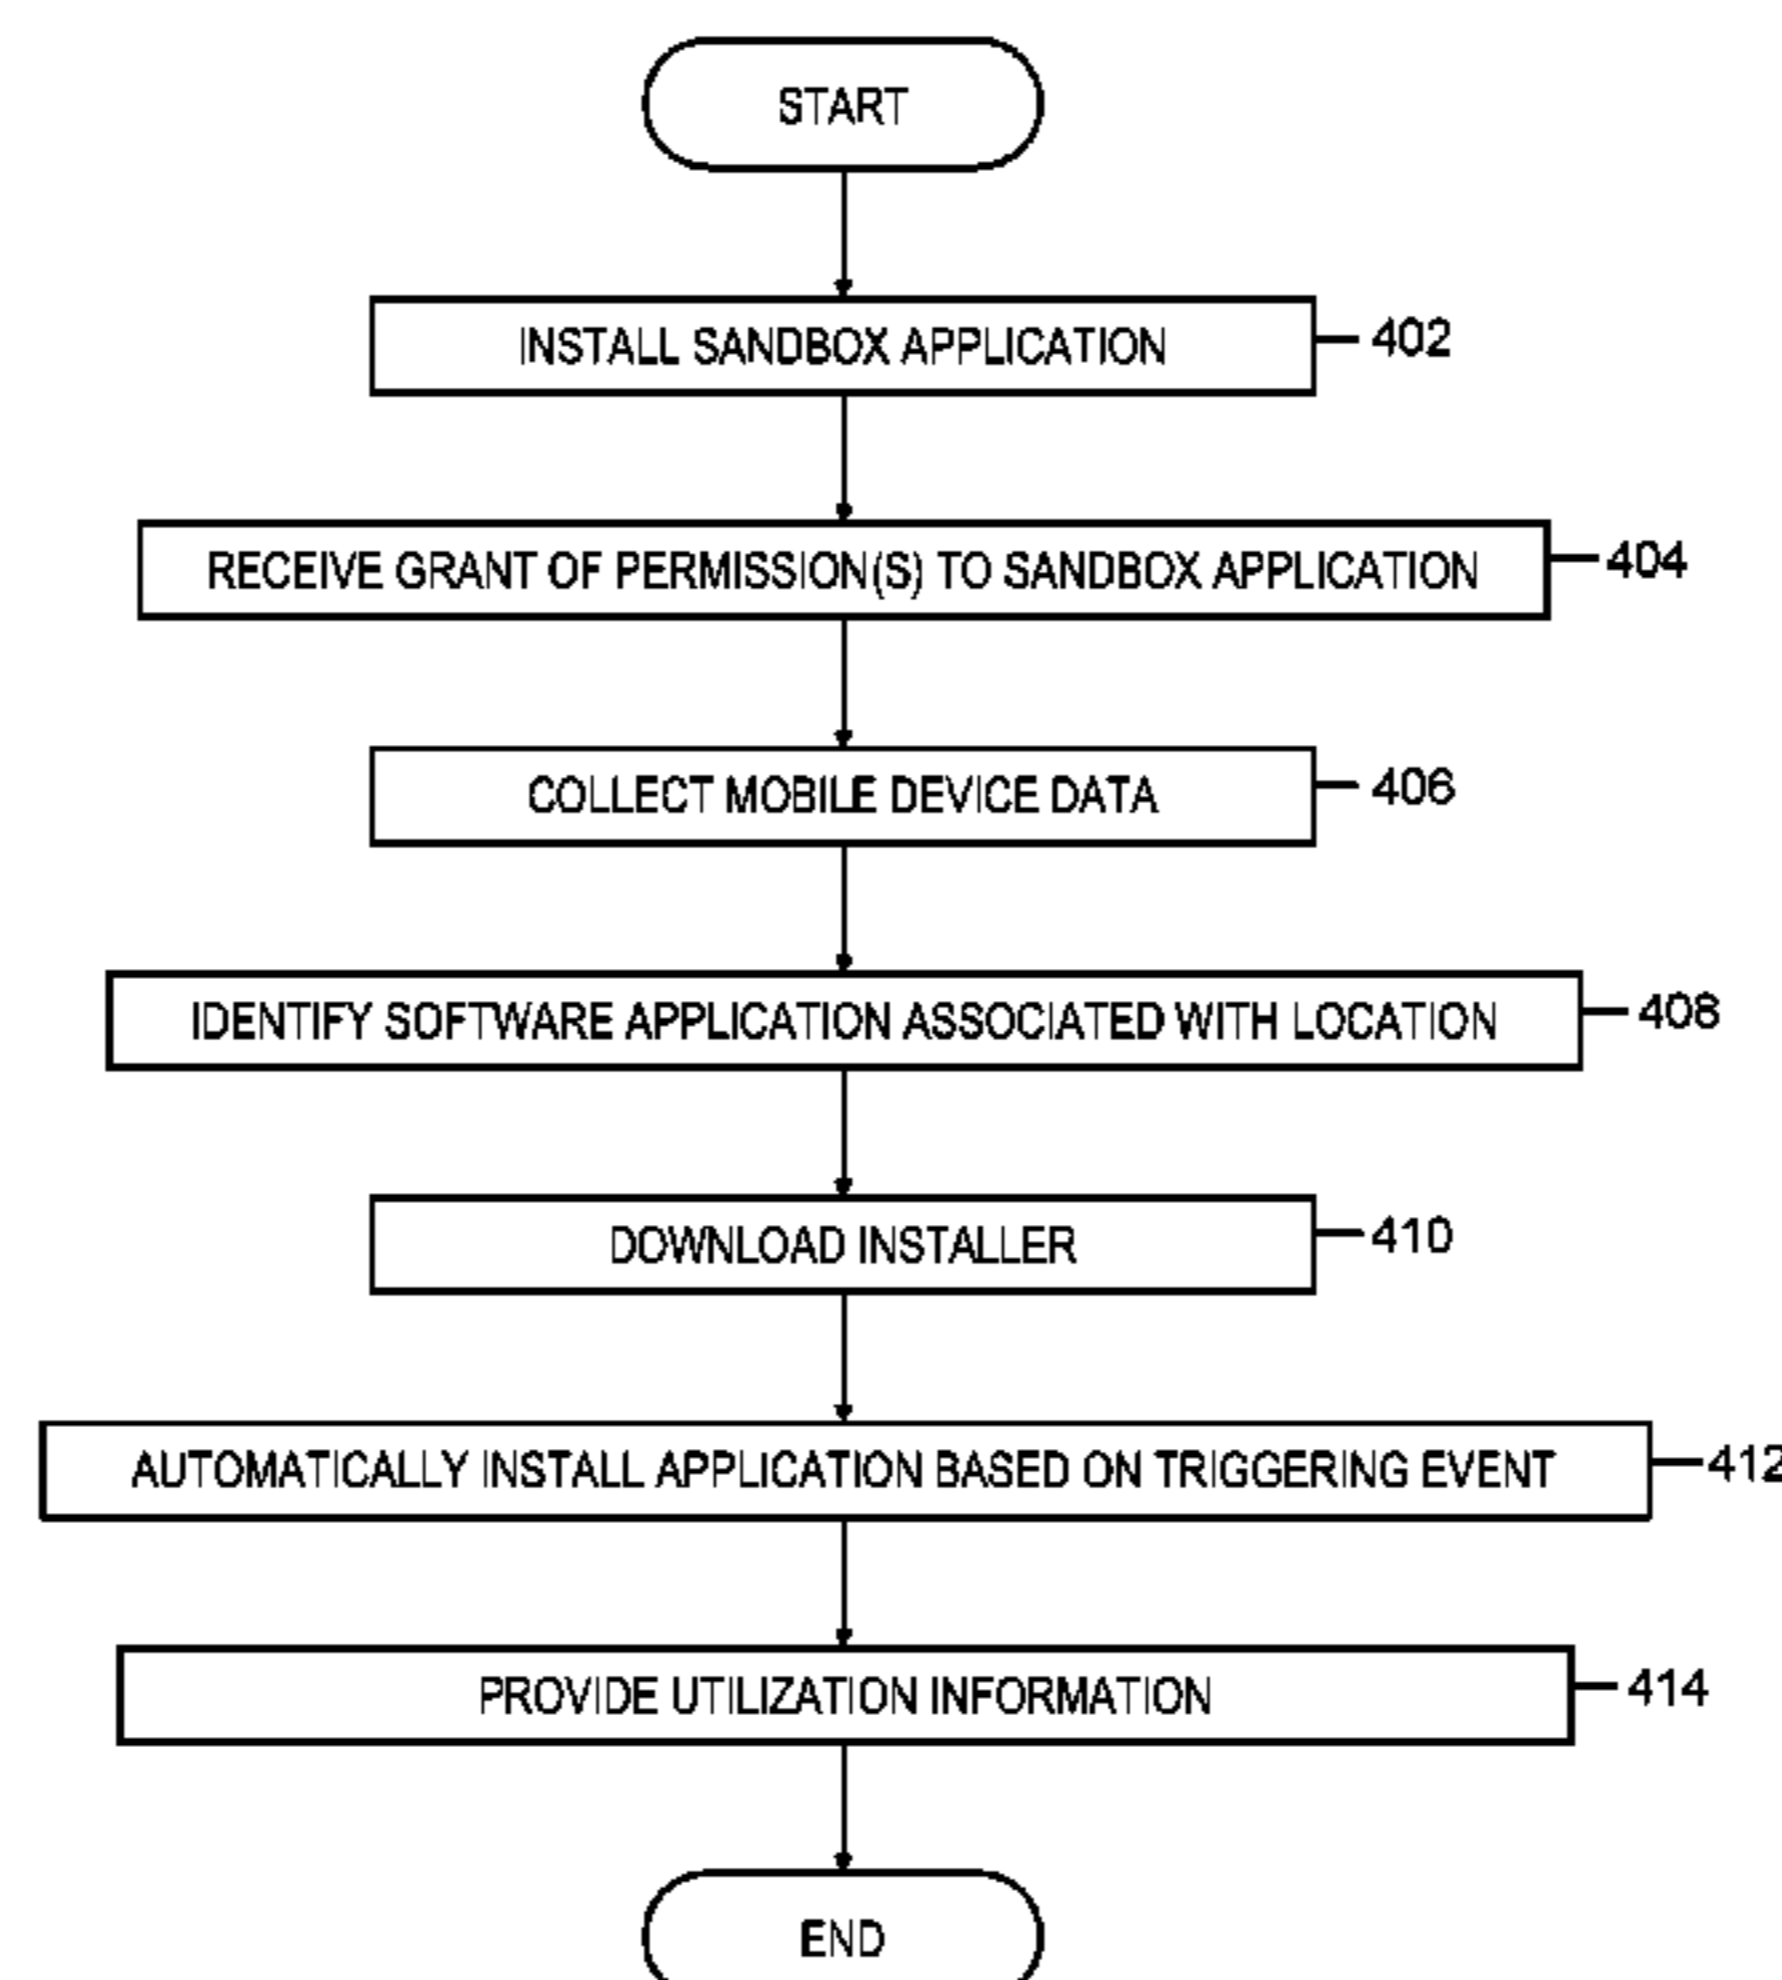 START
INSTALL SANDBOX APPLICATION
402
RECEIVE GRANT OF PERMISSION(S) TO SANDBOX APPLICATION
404
COLLECT MOBILE DEVICE DATA
406
IDENTIFY SOFTWARE APPLICATION ASSOCIATED WITH LOCATION
408
DOWNLOAD INSTALLER
410
AUTOMATICALLY INSTALL APPLICATION BASED ON TRIGGERING EVENT
412
PROVIDE UTILIZATION INFORMATION
414
END